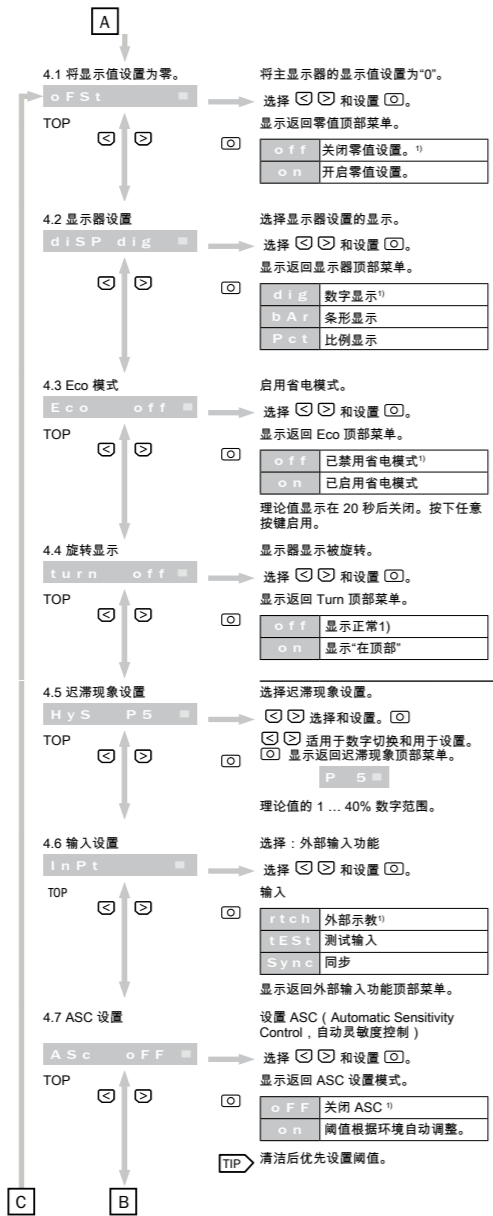 A
4.1 将显示值设置为零。
oFSt
TOP
< >
O
将主显示器的显示值设置为“0”。
选择 < > 和设置 O。
显示返回零值顶部菜单。
off 关闭零值设置。1)
on 开启零值设置。
4.2 显示器设置
diSP dig
< >
O
选择显示器设置的显示。
选择 < > 和设置 O。
显示返回显示器顶部菜单。
dig 数字显示1)
bAr 条形显示
Pct 比例显示
4.3 Eco 模式
Eco off
TOP
< >
O
启用省电模式。
选择 < > 和设置 O。
显示返回 Eco 顶部菜单。
off 已禁用省电模式1)
on 已启用省电模式
理论值显示在 20 秒后关闭。按下任意
按键启用。
4.4 旋转显示
turn off
TOP
< >
O
显示器显示被旋转。
选择 < > 和设置 O。
显示返回 Turn 顶部菜单。
off 显示正常1)
on 显示“在顶部”
4.5 迟滞现象设置
HyS P5
TOP
< >
O
选择迟滞现象设置。
< > 选择和设置。O
< > 适用于数字切换和用于设置。
O 显示返回迟滞现象顶部菜单。
P 5
理论值的 1 … 40% 数字范围。
4.6 输入设置
InPt
TOP
< >
O
选择：外部输入功能
选择 < > 和设置 O。
输入
rtch 外部示教1)
tESt 测试输入
Sync 同步
显示返回外部输入功能顶部菜单。
4.7 ASC 设置
ASc oFF
TOP
< >
O
设置 ASC（Automatic Sensitivity
Control，自动灵敏度控制）
选择 < > 和设置 O。
显示返回 ASC 设置模式。
oFF 关闭 ASC 1)
on 阈值根据环境自动调整。
TIP 清洁后优先设置阈值。
C
B